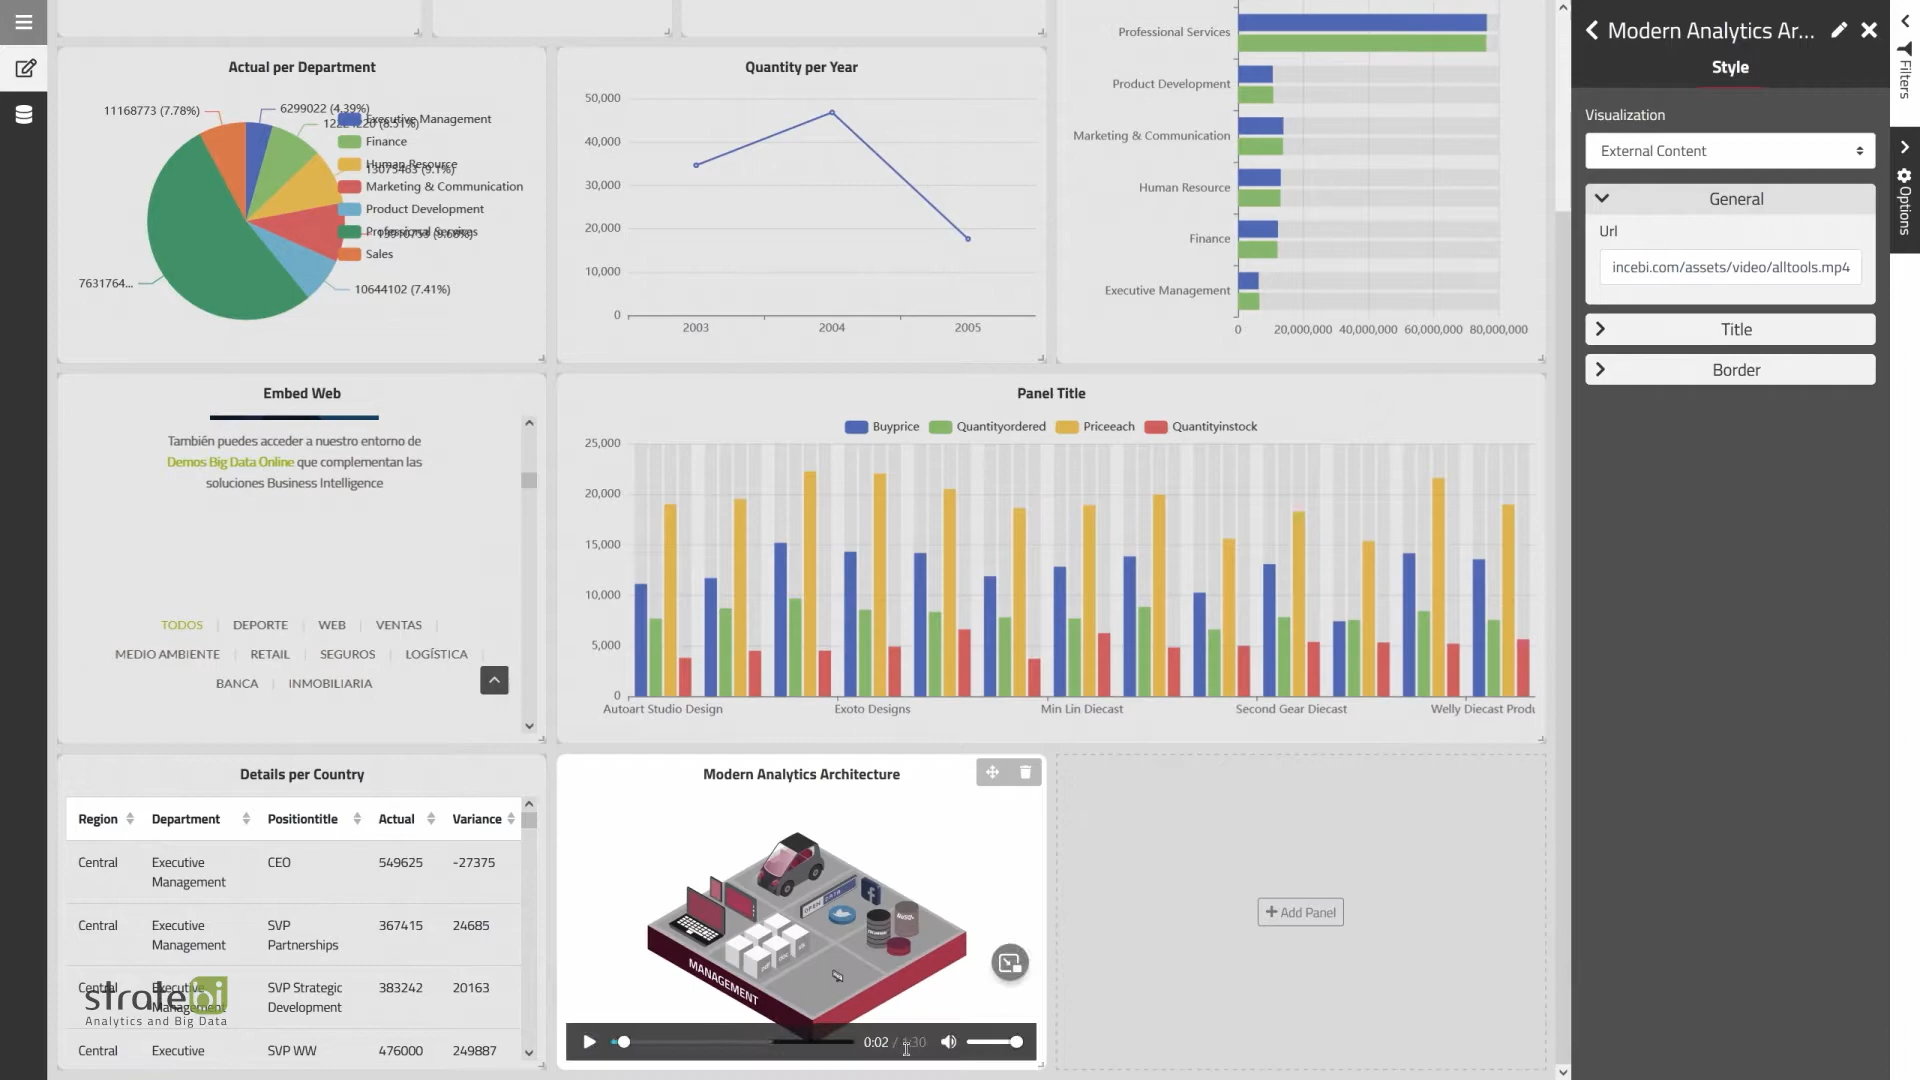 Actual per Department
11168773 (7.78%)
6299022 (4.39%)
Executive Management
Finance
Human Resource
13075463 (9.1%)
Marketing & Communication
Product Development
Professional Services
Sales
7631764...
10644102 (7.41%)
Quantity per Year
50,000
40,000
30,000
20,000
10,000
0
2003 2004 2005
Professional Services
Product Development
Marketing & Communication
Human Resource
Finance
Executive Management
0 20,000,000 40,000,000 60,000,000 80,000,000
Embed Web
También puedes acceder a nuestro entorno de
Demos Big Data Online que complementan las
soluciones Business Intelligence
TODOS DEPORTE WEB VENTAS
MEDIO AMBIENTE RETAIL SEGUROS LOGÍSTICA
BANCA INMOBILIARIA
Panel Title
Buyprice Quantityordered Priceeach Quantityinstock
25,000
20,000
15,000
10,000
5,000
0
Autoart Studio Design Exoto Designs Min Lin Diecast Second Gear Diecast Welly Diecast Produ
Details per Country
Region Department Positiontitle Actual Variance
Central Executive Management CEO 549625 -27375
Central Executive Management SVP Partnerships 367415 24685
Central Executive Management SVP Strategic Development 383242 20163
Central Executive SVP WW 476000 249887
stratebi
Analytics and Big Data
Modern Analytics Architecture
OPEN DATA
NoSQL
MANAGEMENT
0:02 /
+ Add Panel
Modern Analytics Ar...
Style
Visualization
External Content
General
Url
incebi.com/assets/video/alltools.mp4
Title
Border
Filters
Options